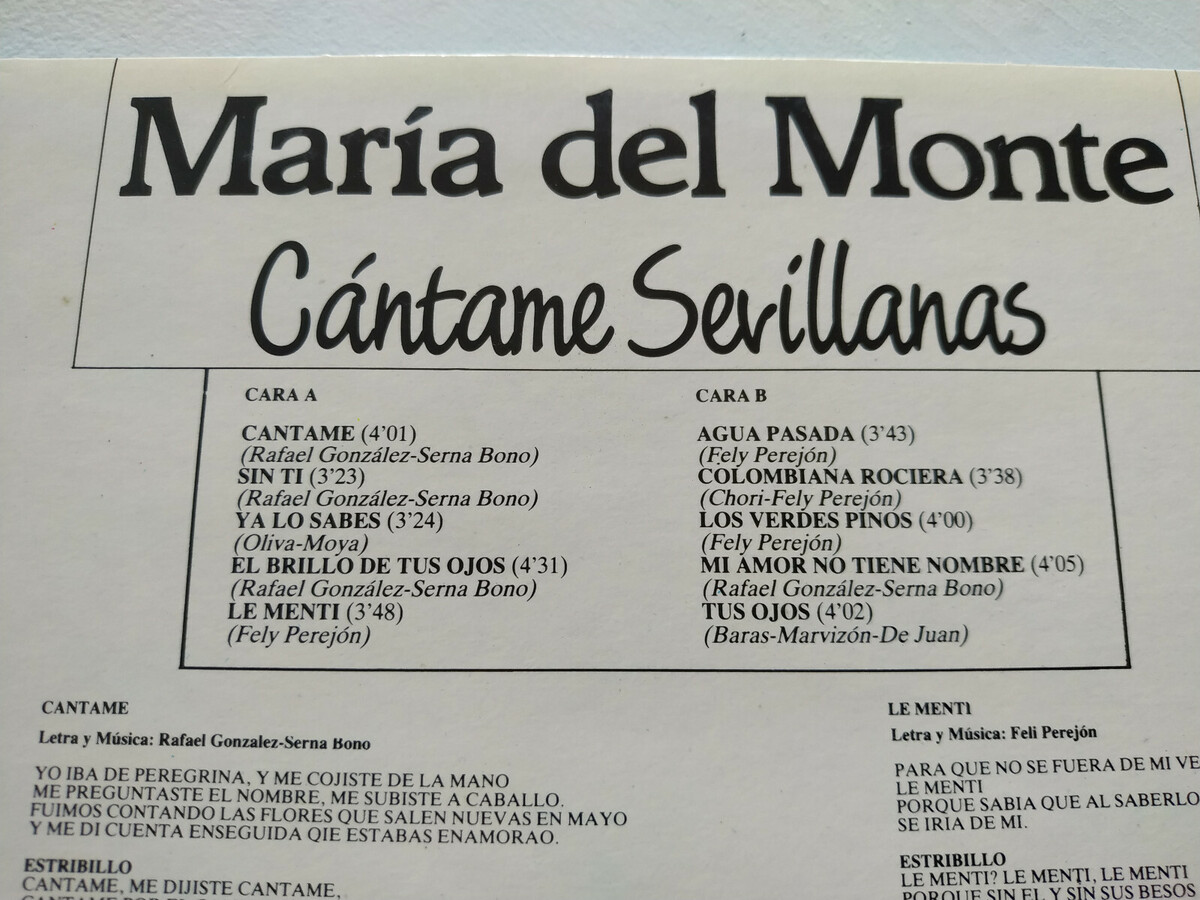 María del Monte
Cántame Sevillanas
CARA A
CANTAME (4'01)
(Rafael González-Serna Bono)
SIN TI (3'23)
(Rafael González-Serna Bono)
YA LO SABES (3'24)
(Oliva-Moya)
EL BRILLO DE TUS OJOS (4'31)
(Rafael González-Serna Bono)
LE MENTI (3'48)
(Fely Perejón)
CARA B
AGUA PASADA (3'43)
(Fely Perejón)
COLOMBIANA ROCIERA (3'38)
(Chori-Fely Perejón)
LOS VERDES PINOS (4'00)
(Fely Perejón)
MI AMOR NO TIENE NOMBRE (4'05)
(Rafael González-Serna Bono)
TUS OJOS (4'02)
(Baras-Marvizón-De Juan)
CANTAME
Letra y Música: Rafael Gonzalez-Serna Bono
YO IBA DE PEREGRINA, Y ME COJISTE DE LA MANO
ME PREGUNTASTE EL NOMBRE, ME SUBISTE A CABALLO.
FUIMOS CONTANDO LAS FLORES QUE SALEN NUEVAS EN MAYO
Y ME DI CUENTA ENSEGUIDA QIE ESTABAS ENAMORAO.
ESTRIBILLO
CANTAME, ME DIJISTE CANTAME,
LE MENTI
Letra y Música: Feli Perejón
PARA QUE NO SE FUERA DE MI VE
LE MENTI
PORQUE SABIA QUE AL SABERLO
SE IRIA DE MI.
ESTRIBILLO
LE MENTI? LE MENTI, LE MENTI
PORQUE SIN EL Y SIN SUS BESOS